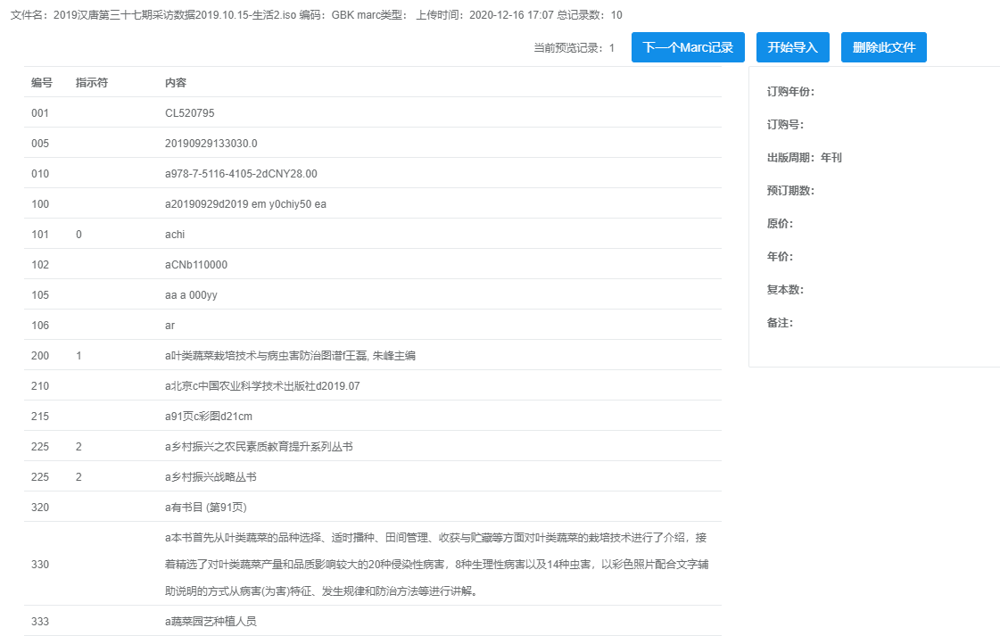 文件名：2019汉唐第三十七期采访数据2019.10.15-生活2.iso 编码：GBK marc类型： 上传时间：2020-12-16 17:07 总记录数：10
当前预览记录：1 下一个Marc记录 开始导入 删除此文件
编号 指示符 内容
001 CL520795
005 20190929133030.0
010 a978-7-5116-4105-2dCNY28.00
100 a20190929d2019 em y0chiy50 ea
101 0 achi
102 aCNb110000
105 aa a 000yy
106 ar
200 1 a叶类蔬菜栽培技术与病虫害防治图谱f王磊, 朱峰主编
210 a北京c中国农业科学技术出版社d2019.07
215 a91页c彩图d21cm
225 2 a乡村振兴之农民素质教育提升系列丛书
225 2 a乡村振兴战略丛书
320 a有书目 (第91页)
330 a本书首先从叶类蔬菜的品种选择、适时播种、田间管理、收获与贮藏等方面对叶类蔬菜的栽培技术进行了介绍，接
着精选了对叶类蔬菜产量和品质影响较大的20种侵染性病害，8种生理性病害以及14种虫害，以彩色照片配合文字辅
助说明的方式从病害(为害)特征、发生规律和防治方法等进行讲解。
333 a蔬菜园艺种植人员
订购年份：
订购号：
出版周期：年刊
预订期数：
原价：
年价：
复本数：
备注：